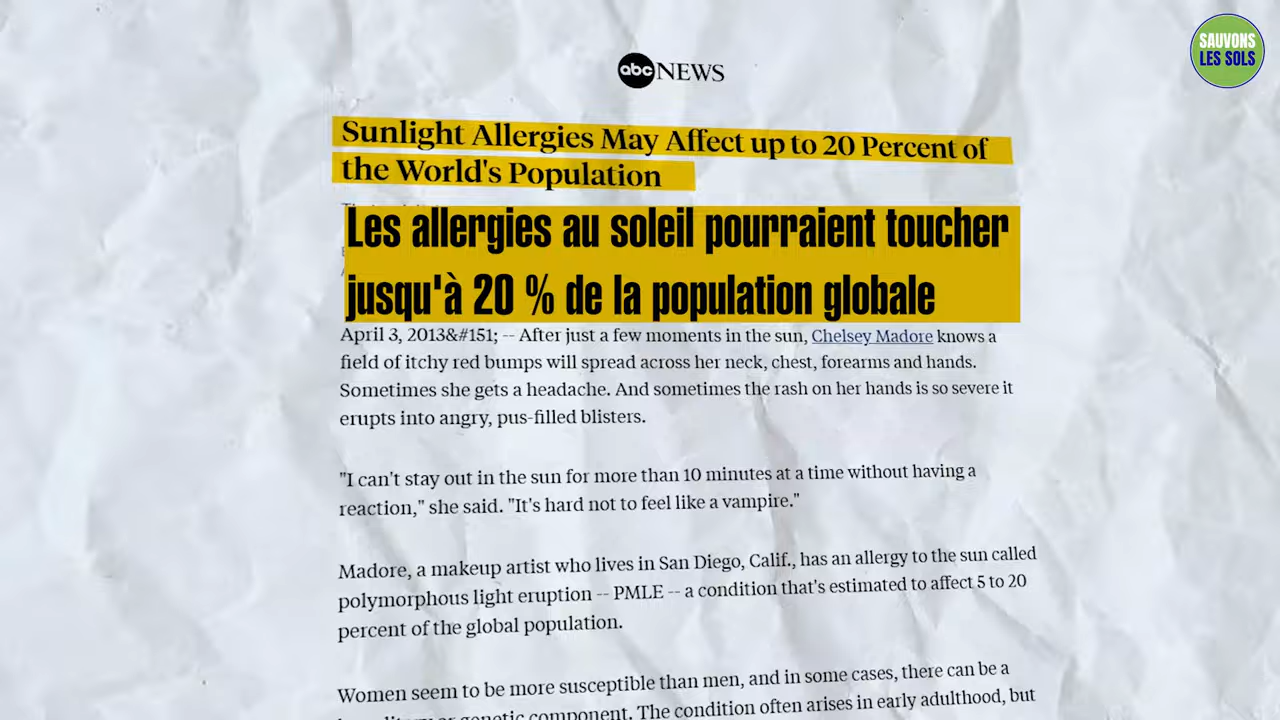 abc NEWS
SAUVONS
LES SOLS
Sunlight Allergies May Affect up to 20 Percent of
the World's Population
Les allergies au soleil pourraient toucher
jusqu'à 20 % de la population globale
April 3, 2013&#151; -- After just a few moments in the sun, Chelsey Madore knows a
field of itchy red bumps will spread across her neck, chest, forearms and hands.
Sometimes she gets a headache. And sometimes the rash on her hands is so severe it
erupts into angry, pus-filled blisters.
"I can't stay out in the sun for more than 10 minutes at a time without having a
reaction," she said. "It's hard not to feel like a vampire."
Madore, a makeup artist who lives in San Diego, Calif., has an allergy to the sun called
polymorphous light eruption -- PMLE -- a condition that's estimated to affect 5 to 20
percent of the global population.
Women seem to be more susceptible than men, and in some cases, there can be a
or genetic component. The condition often arises in early adulthood, but